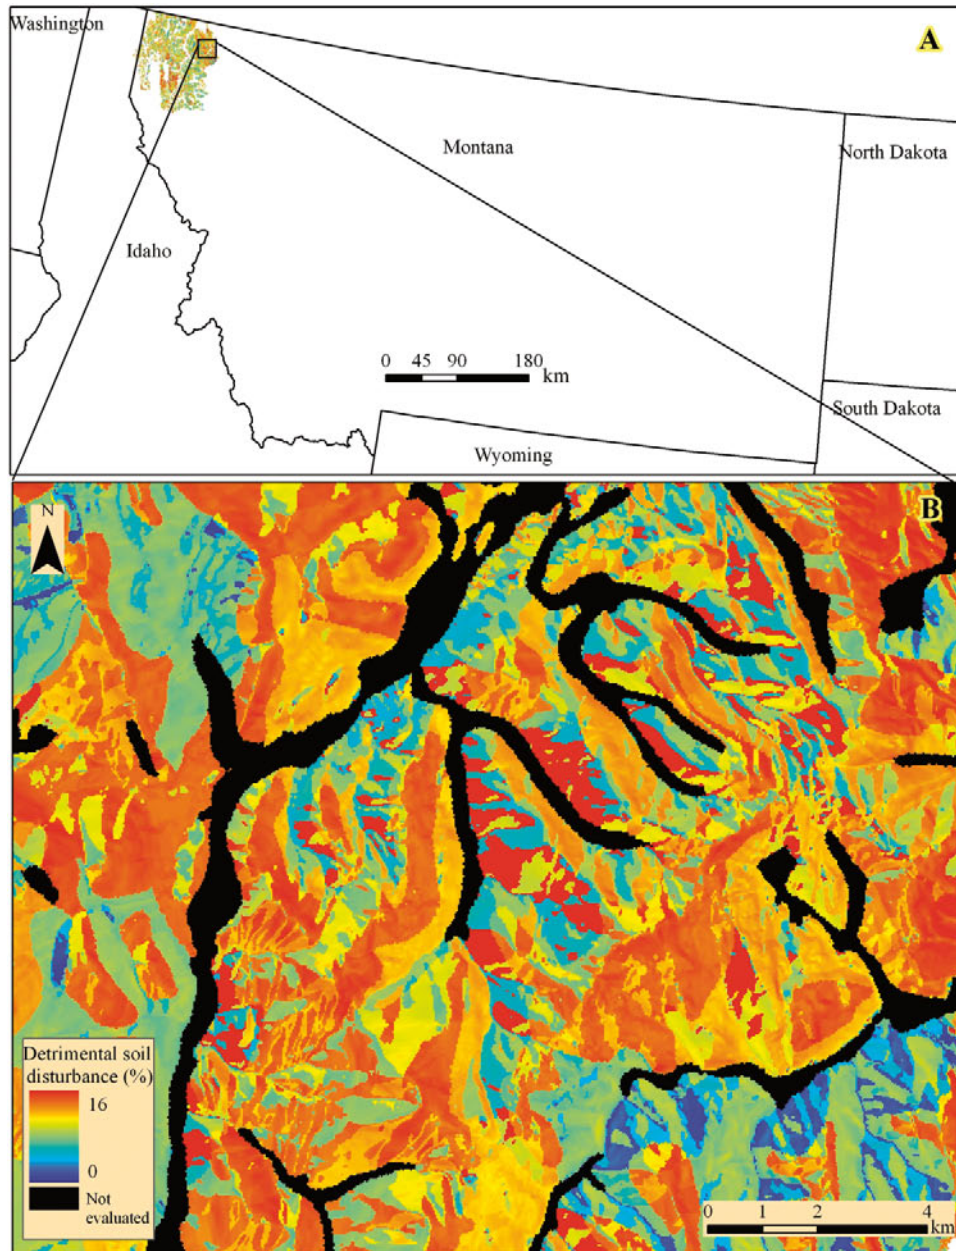 Washington
A
Montana
North Dakota
Idaho
0 45 90 180
km
South Dakota
Wyoming
B
N
Detrimental soil
disturbance (%)
16
0
Not
evaluated
0 1 2 4
km